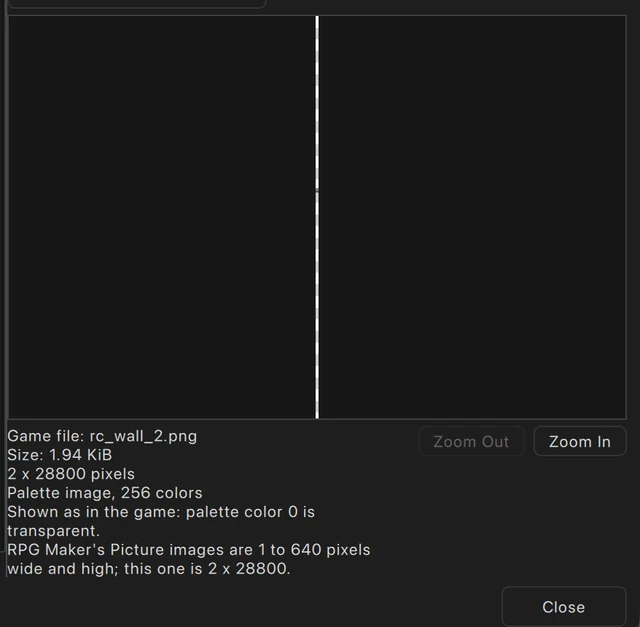 Game file: rc_wall_2.png
Size: 1.94 KiB
2 x 28800 pixels
Palette image, 256 colors
Shown as in the game: palette color 0 is
transparent.
RPG Maker's Picture images are 1 to 640 pixels
wide and high; this one is 2 x 28800.
Zoom Out
Zoom In
Close